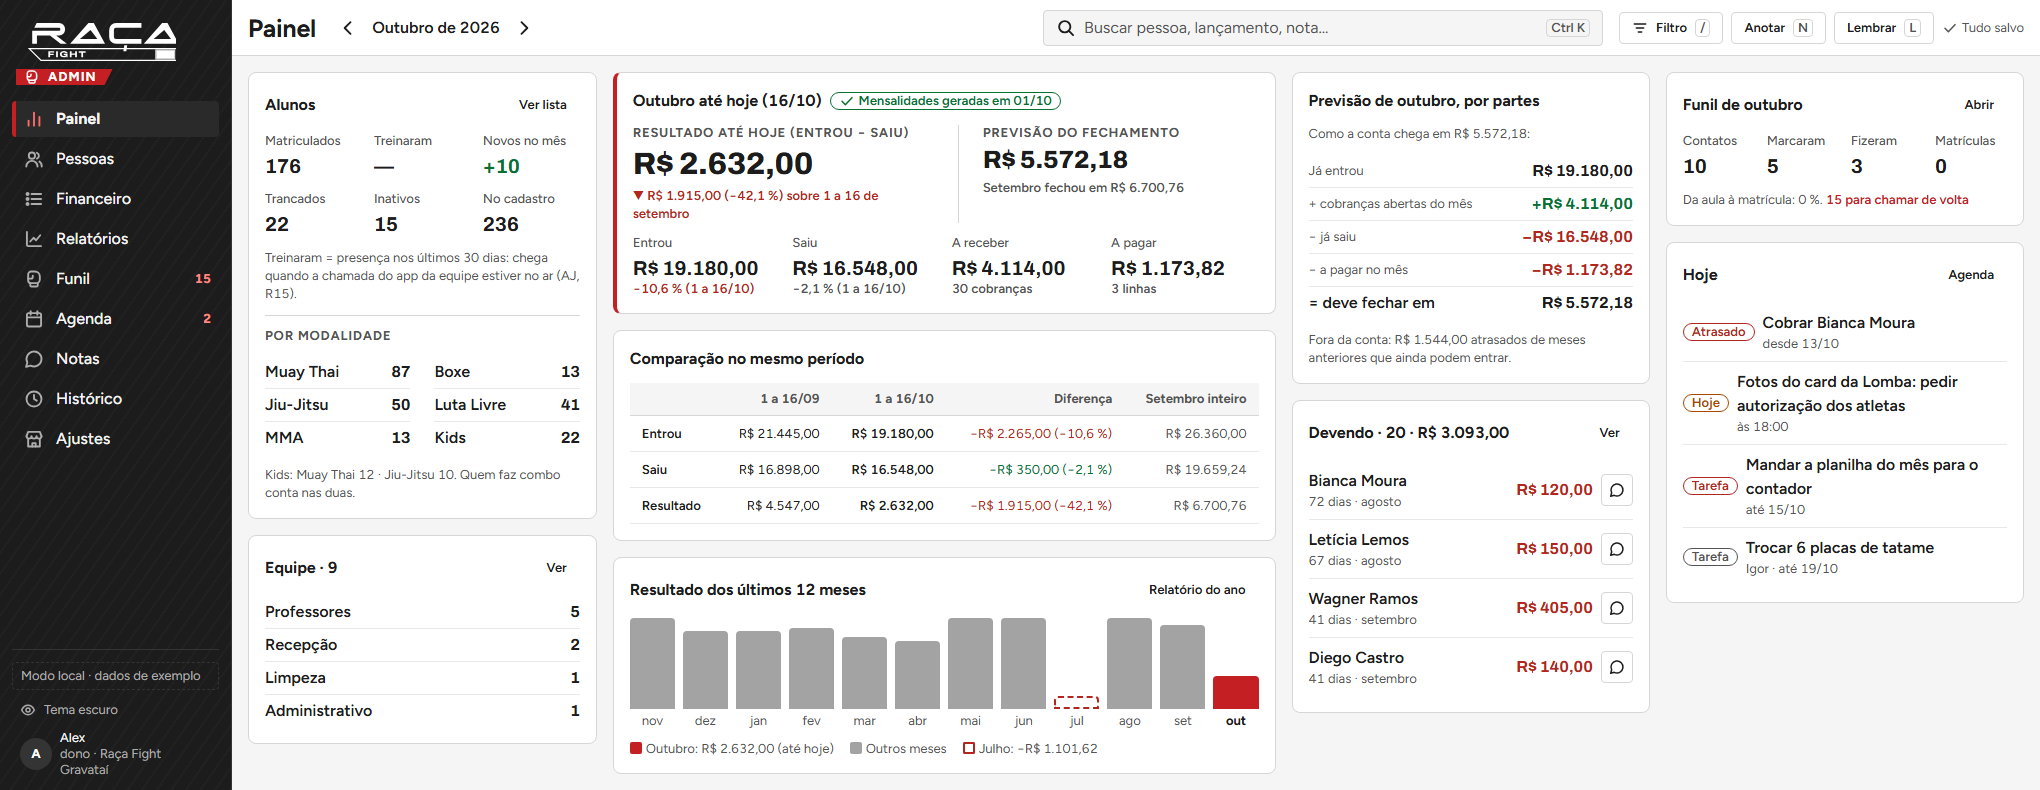 RAÇA
FIGHT
ADMIN
Painel
Pessoas
Financeiro
Relatórios
Funil 15
Agenda 2
Notas
Histórico
Ajustes
Modo local · dados de exemplo
Tema escuro
A
Alex
dono · Raça Fight
Gravataí
Painel
Outubro de 2026
Buscar pessoa, lançamento, nota... Ctrl K
Filtro /
Anotar N
Lembrar L
Tudo salvo
Alunos Ver lista
Matriculados Treinaram Novos no mês
176 — +10
Trancados Inativos No cadastro
22 15 236
Treinaram = presença nos últimos 30 dias: chega
quando a chamada do app da equipe estiver no ar (AJ,
R15).
POR MODALIDADE
Muay Thai 87 Boxe 13
Jiu-Jitsu 50 Luta Livre 41
MMA 13 Kids 22
Kids: Muay Thai 12 · Jiu-Jitsu 10. Quem faz combo
conta nas duas.
Equipe · 9 Ver
Professores 5
Recepção 2
Limpeza 1
Administrativo 1
Outubro até hoje (16/10) Mensalidades geradas em 01/10
RESULTADO ATÉ HOJE (ENTROU − SAIU)
R$ 2.632,00
▼ R$ 1.915,00 (−42,1 %) sobre 1 a 16 de
setembro
PREVISÃO DO FECHAMENTO
R$ 5.572,18
Setembro fechou em R$ 6.700,76
Entrou Saiu A receber A pagar
R$ 19.180,00 R$ 16.548,00 R$ 4.114,00 R$ 1.173,82
−10,6 % (1 a 16/10) −2,1 % (1 a 16/10) 30 cobranças 3 linhas
Comparação no mesmo período
1 a 16/09 1 a 16/10 Diferença Setembro inteiro
Entrou R$ 21.445,00 R$ 19.180,00 −R$ 2.265,00 (−10,6 %) R$ 26.360,00
Saiu R$ 16.898,00 R$ 16.548,00 −R$ 350,00 (−2,1 %) R$ 19.659,24
Resultado R$ 4.547,00 R$ 2.632,00 −R$ 1.915,00 (−42,1 %) R$ 6.700,76
Resultado dos últimos 12 meses Relatório do ano
nov dez jan fev mar abr mai jun jul ago set out
Outubro: R$ 2.632,00 (até hoje) Outros meses Julho: −R$ 1.101,62
Previsão de outubro, por partes
Como a conta chega em R$ 5.572,18:
Já entrou R$ 19.180,00
+ cobranças abertas do mês +R$ 4.114,00
− já saiu −R$ 16.548,00
− a pagar no mês −R$ 1.173,82
= deve fechar em R$ 5.572,18
Fora da conta: R$ 1.544,00 atrasados de meses
anteriores que ainda podem entrar.
Devendo · 20 · R$ 3.093,00 Ver
Bianca Moura R$ 120,00
72 dias · agosto
Letícia Lemos R$ 150,00
67 dias · agosto
Wagner Ramos R$ 405,00
41 dias · setembro
Diego Castro R$ 140,00
41 dias · setembro
Funil de outubro Abrir
Contatos Marcaram Fizeram Matrículas
10 5 3 0
Da aula à matrícula: 0 %. 15 para chamar de volta
Hoje Agenda
Atrasado Cobrar Bianca Moura
desde 13/10
Hoje Fotos do card da Lomba: pedir
autorização dos atletas
às 18:00
Tarefa Mandar a planilha do mês para o
contador
até 15/10
Tarefa Trocar 6 placas de tatame
Igor · até 19/10